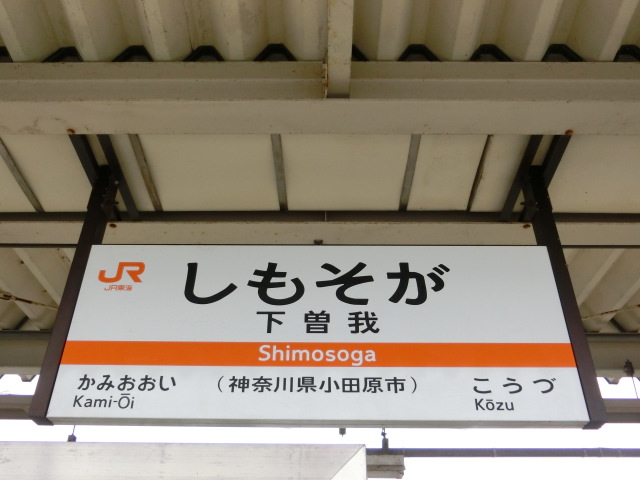 JR
JR東海
しもそが
下曽我
Shimosoga
かみおおい (神奈川県小田原市) こうづ
Kami-Ōi Kōzu